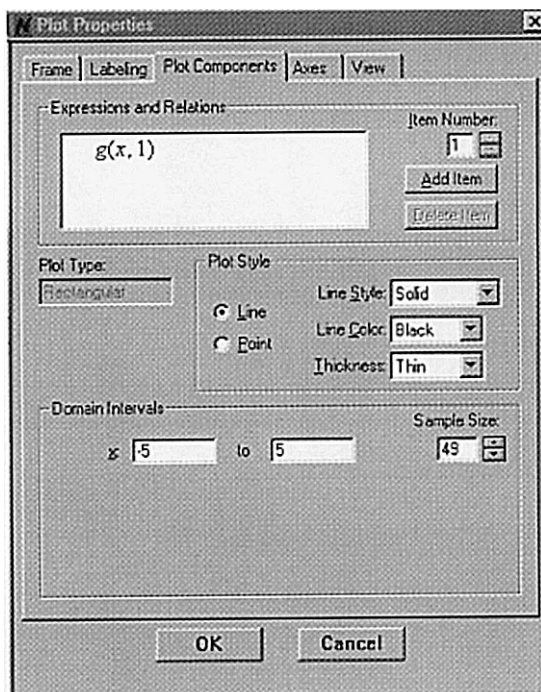 Plot Properties
Frame Labeling Plot Components Axes View
Expressions and Relations
g(x, 1)
Item Number:
1
Add Item
Delete Item
Plot Type:
Rectangular
Plot Style
Line
Point
Line Style: Solid
Line Color: Black
Thickness: Thin
Domain Intervals
x: -5 to 5
Sample Size:
49
OK Cancel